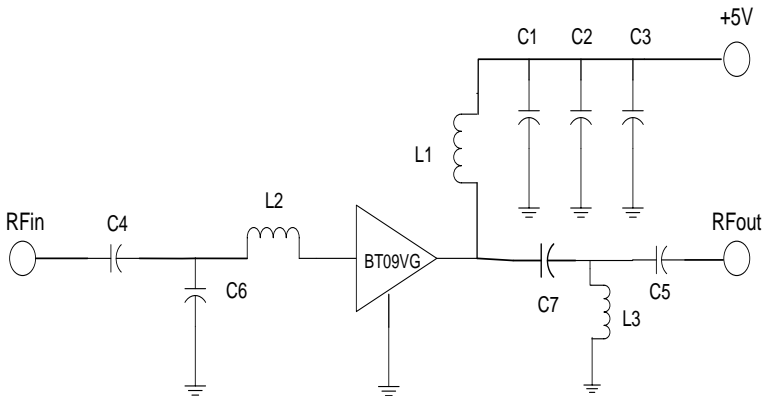 +5V
C1 C2 C3
L1
RFin C4 L2 RFout
BT09VG
C6 C7 C5
L3